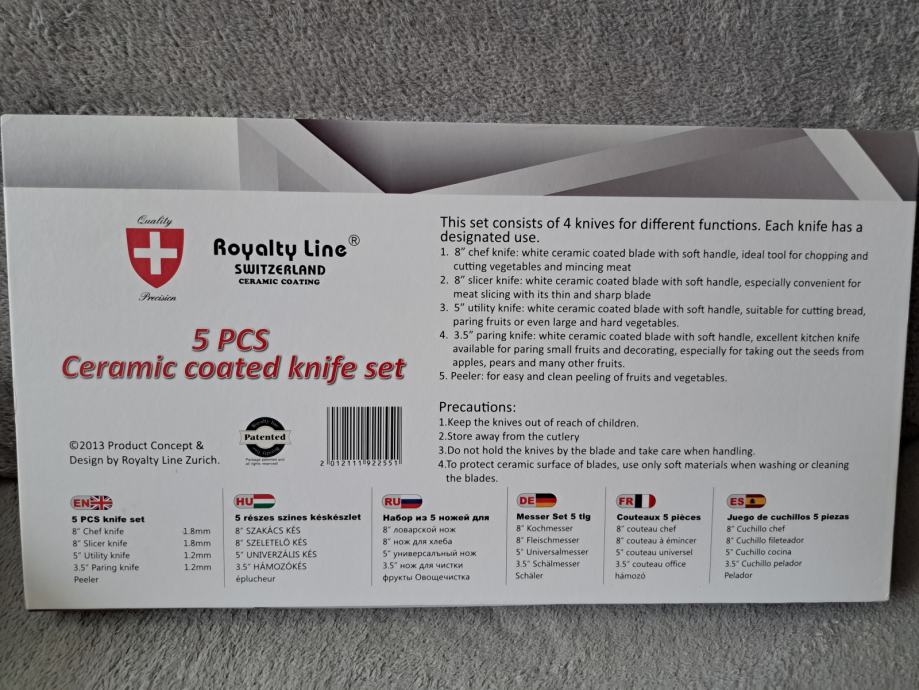 Quality
Precision
Royalty Line®
SWITZERLAND
CERAMIC COATING
5 PCS
Ceramic coated knife set
©2013 Product Concept &
Design by Royalty Line Zurich.
Royalty Line
Patented
2 012111 922551
This set consists of 4 knives for different functions. Each knife has a
designated use.
1. 8" chef knife: white ceramic coated blade with soft handle, ideal tool for chopping and
cutting vegetables and mincing meat
2. 8" slicer knife: white ceramic coated blade with soft handle, especially convenient for
meat slicing with its thin and sharp blade
3. 5" utility knife: white ceramic coated blade with soft handle, suitable for cutting bread,
paring fruits or even large and hard vegetables.
4. 3.5" paring knife: white ceramic coated blade with soft handle, excellent kitchen knife
available for paring small fruits and decorating, especially for taking out the seeds from
apples, pears and many other fruits.
5. Peeler: for easy and clean peeling of fruits and vegetables.
Precautions:
1.Keep the knives out of reach of children.
2.Store away from the cutlery
3.Do not hold the knives by the blade and take care when handling.
4.To protect ceramic surface of blades, use only soft materials when washing or cleaning
the blades.
EN
5 PCS knife set
8" Chef knife 1.8mm
8" Slicer knife 1.8mm
5" Utility knife 1.2mm
3.5" Paring knife 1.2mm
Peeler
HU
5 részes szines késkészlet
8" SZAKÁCS KÉS
8" SZELETELŐ KÉS
5" UNIVERZÁLIS KÉS
3.5" HÁMOZÓKÉS
éplucheur
RU
Набор из 5 ножей для
8" ловарской нож
8" нож для хлеба
5" универсальный нож
3.5" нож для чистки
фрукты Овощечистка
DE
Messer Set 5 tlg
8" Kochmesser
8" Fleischmesser
5" Universalmesser
3.5" Schälmesser
Schäler
FR
Couteaux 5 pièces
8" couteau chef
8" couteau à émincer
5" couteau universel
3.5" couteau office
hámozó
ES
Juego de cuchillos 5 piezas
8" Cuchillo chef
8" Cuchillo fileteador
5" Cuchillo cocina
3.5" Cuchillo pelador
Pelador